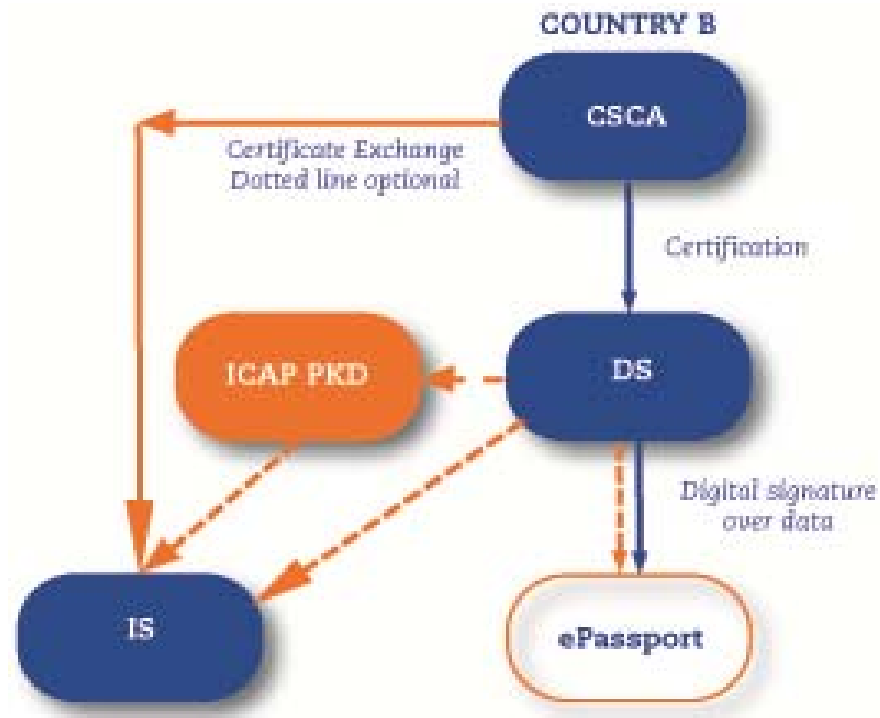 COUNTRY B
CSCA
Certificate Exchange
Dotted line optional
Certification
ICAP PKD
DS
Digital signature
over data
IS
ePassport